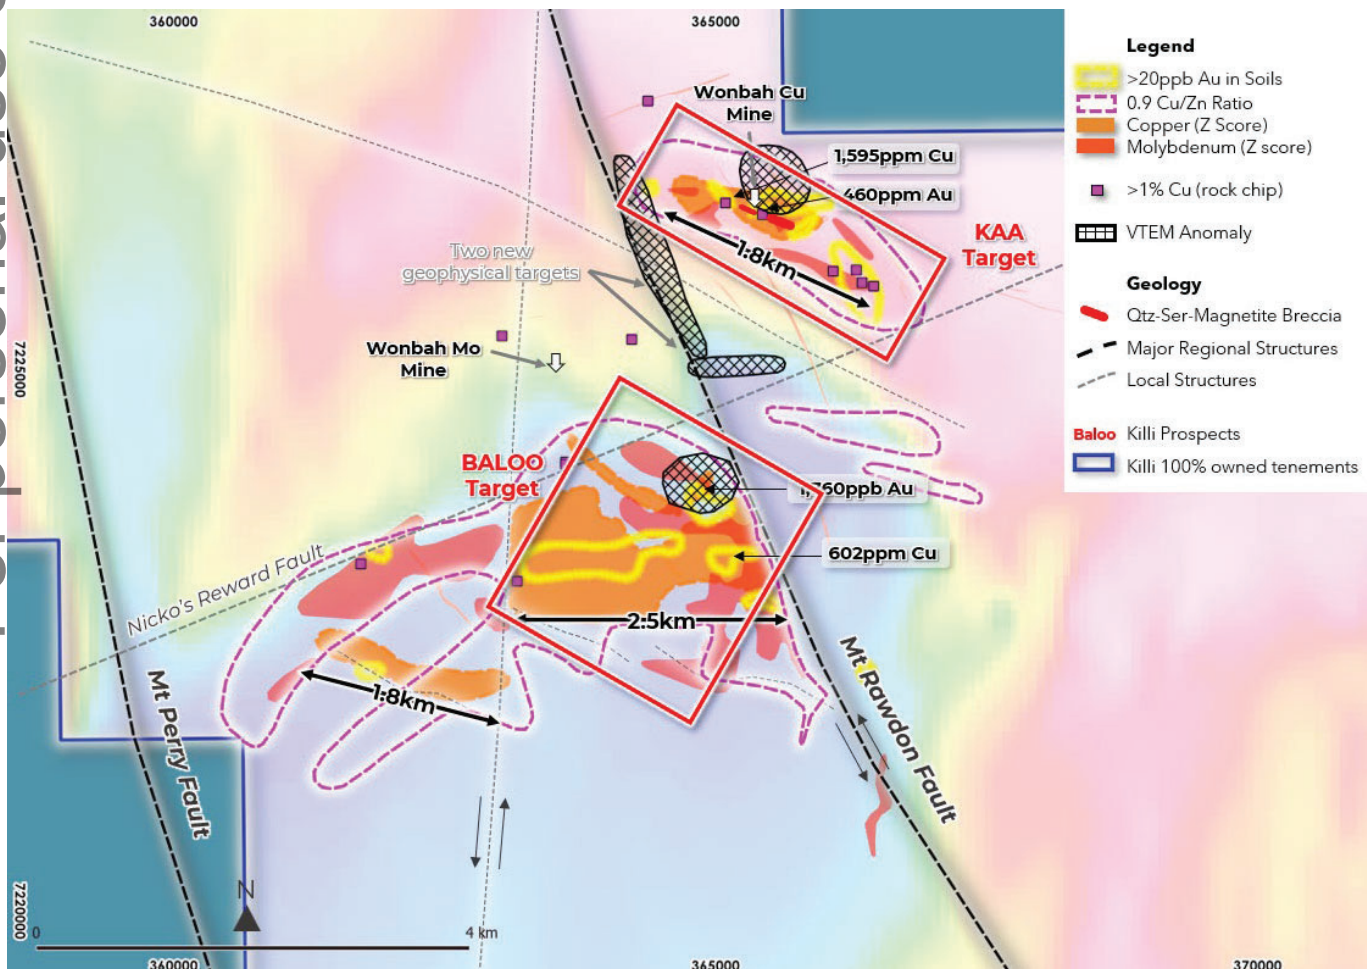 360000
365000
Wonbah Cu
Mine
1,595ppm Cu
460ppm Au
KAA
Target
1.8km
Two new
geophysical targets
Wonbah Mo
Mine
7225000
BALOO
Target
1,760ppb Au
602ppm Cu
Nicko's Reward Fault
2.5km
1.8km
Mt Perry Fault
Mt Rawdon Fault
7220000
N
0
4 km
360000
365000
370000
Legend
>20ppb Au in Soils
0.9 Cu/Zn Ratio
Copper (Z Score)
Molybdenum (Z score)
>1% Cu (rock chip)
VTEM Anomaly
Geology
Qtz-Ser-Magnetite Breccia
Major Regional Structures
Local Structures
Baloo Killi Prospects
Killi 100% owned tenements